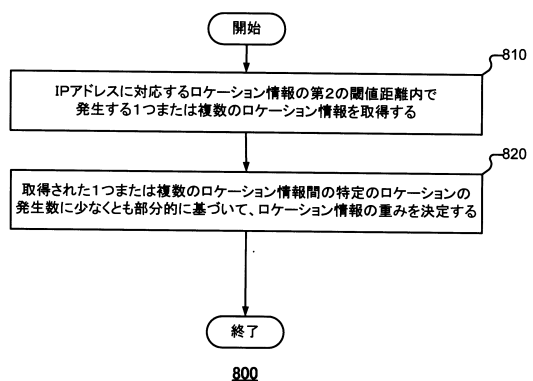 開始
810
IPアドレスに対応するロケーション情報の第2の閾値距離内で
発生する1つまたは複数のロケーション情報を取得する
820
取得された1つまたは複数のロケーション情報間の特定のロケーションの
発生数に少なくとも部分的に基づいて、ロケーション情報の重みを決定する
終了
800